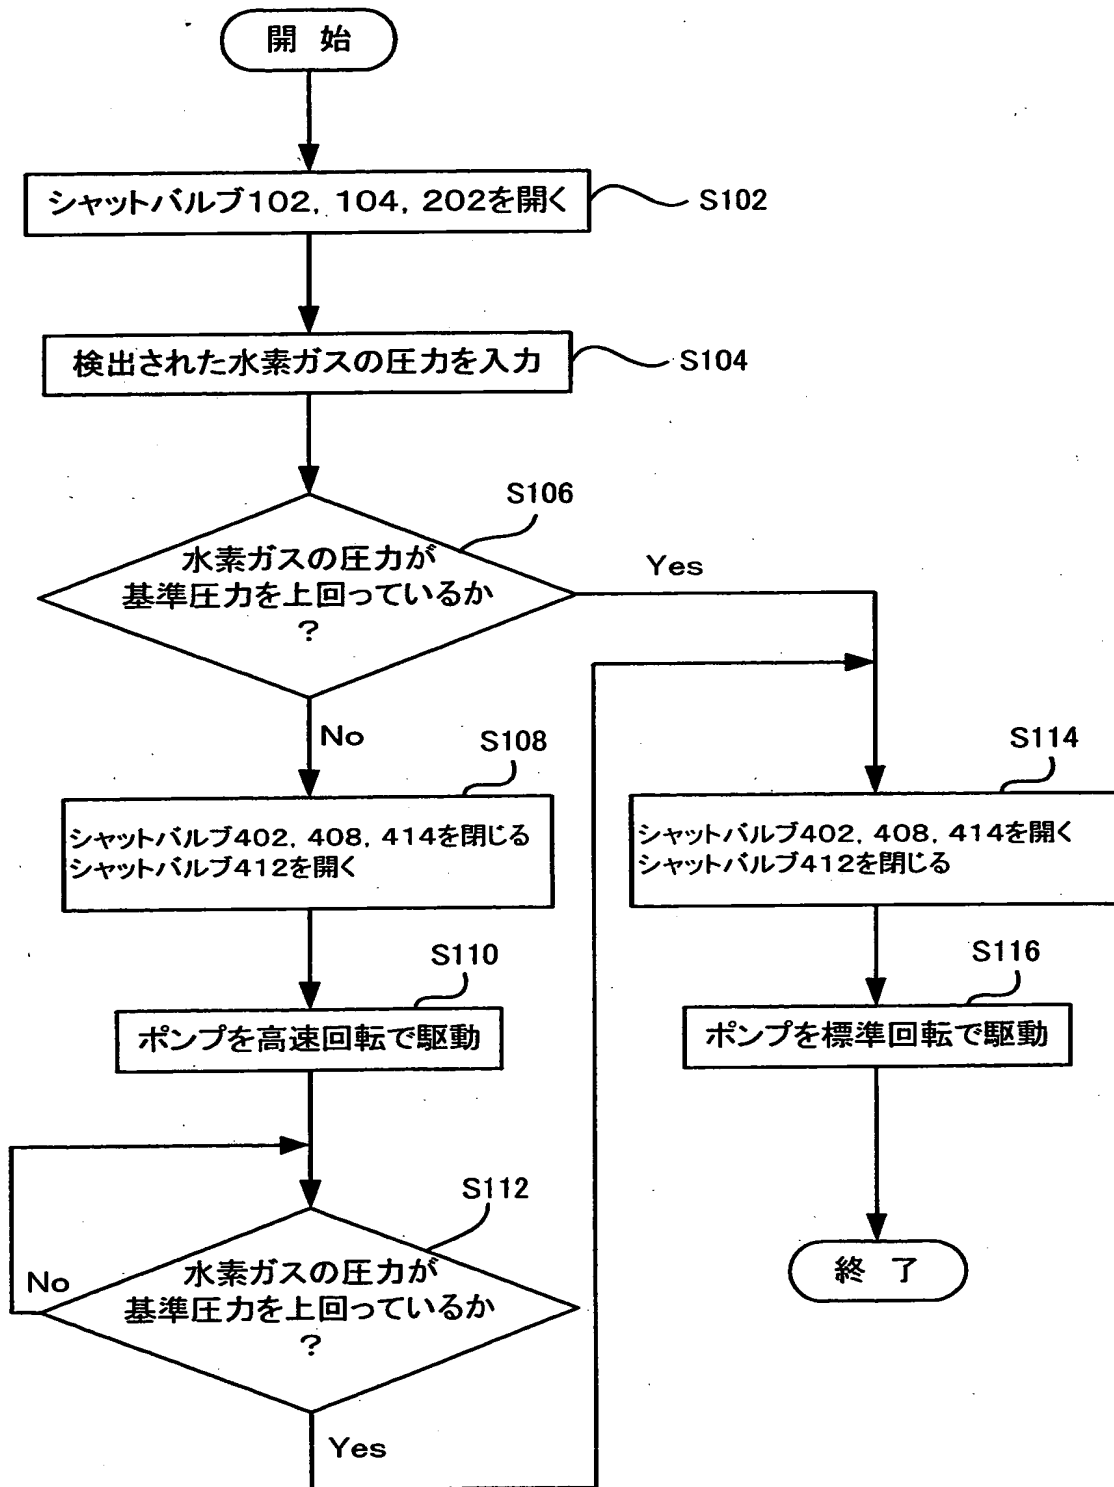 開 始
シャットバルブ102, 104, 202を開く
S102
検出された水素ガスの圧力を入力
S104
S106
水素ガスの圧力が
基準圧力を上回っているか
?
Yes
No
S108
シャットバルブ402, 408, 414を閉じる
シャットバルブ412を開く
S114
シャットバルブ402, 408, 414を開く
シャットバルブ412を閉じる
S110
ポンプを高速回転で駆動
S116
ポンプを標準回転で駆動
S112
水素ガスの圧力が
基準圧力を上回っているか
?
No
Yes
終 了